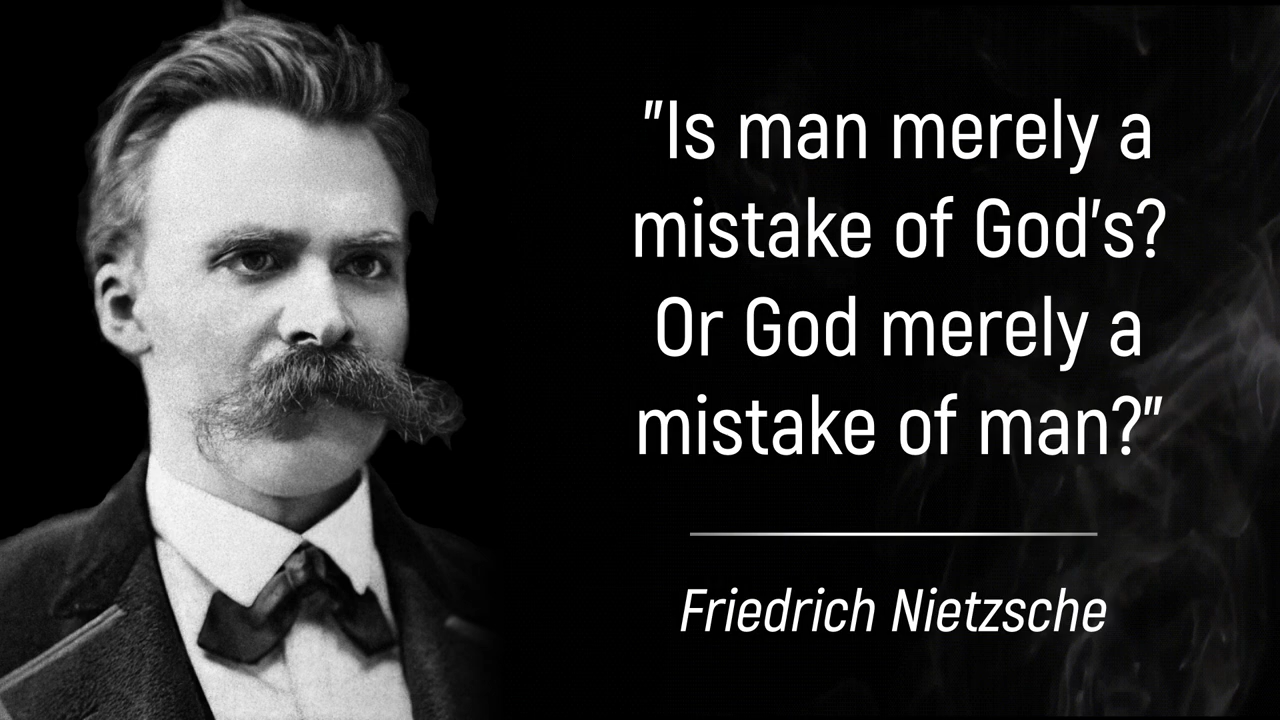 "Is man merely a
mistake of God's?
Or God merely a
mistake of man?"
Friedrich Nietzsche